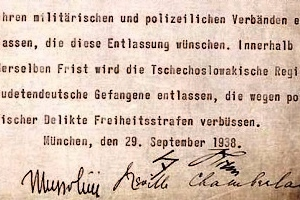 hren militärischen und polizeilichen Verbänden e
assen, die diese Entlassung wünschen. Innerhalb
erselben Frist wird die Tschechoslowakische Regi
udetendeutsche Gefangene entlassen, die wegen po
ischer Delikte Freiheitsstrafen verbüssen.
München, den 29. September 1938.
Mussolini Neville Chamberla